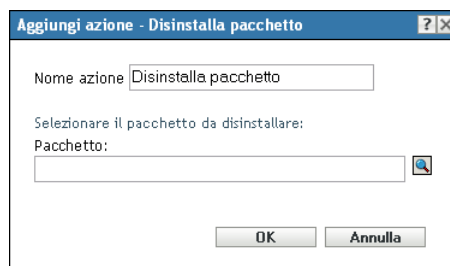 Aggiungi azione - Disinstalla pacchetto ? X
Nome azione Disinstalla pacchetto
Selezionare il pacchetto da disinstallare:
Pacchetto:
OK Annulla